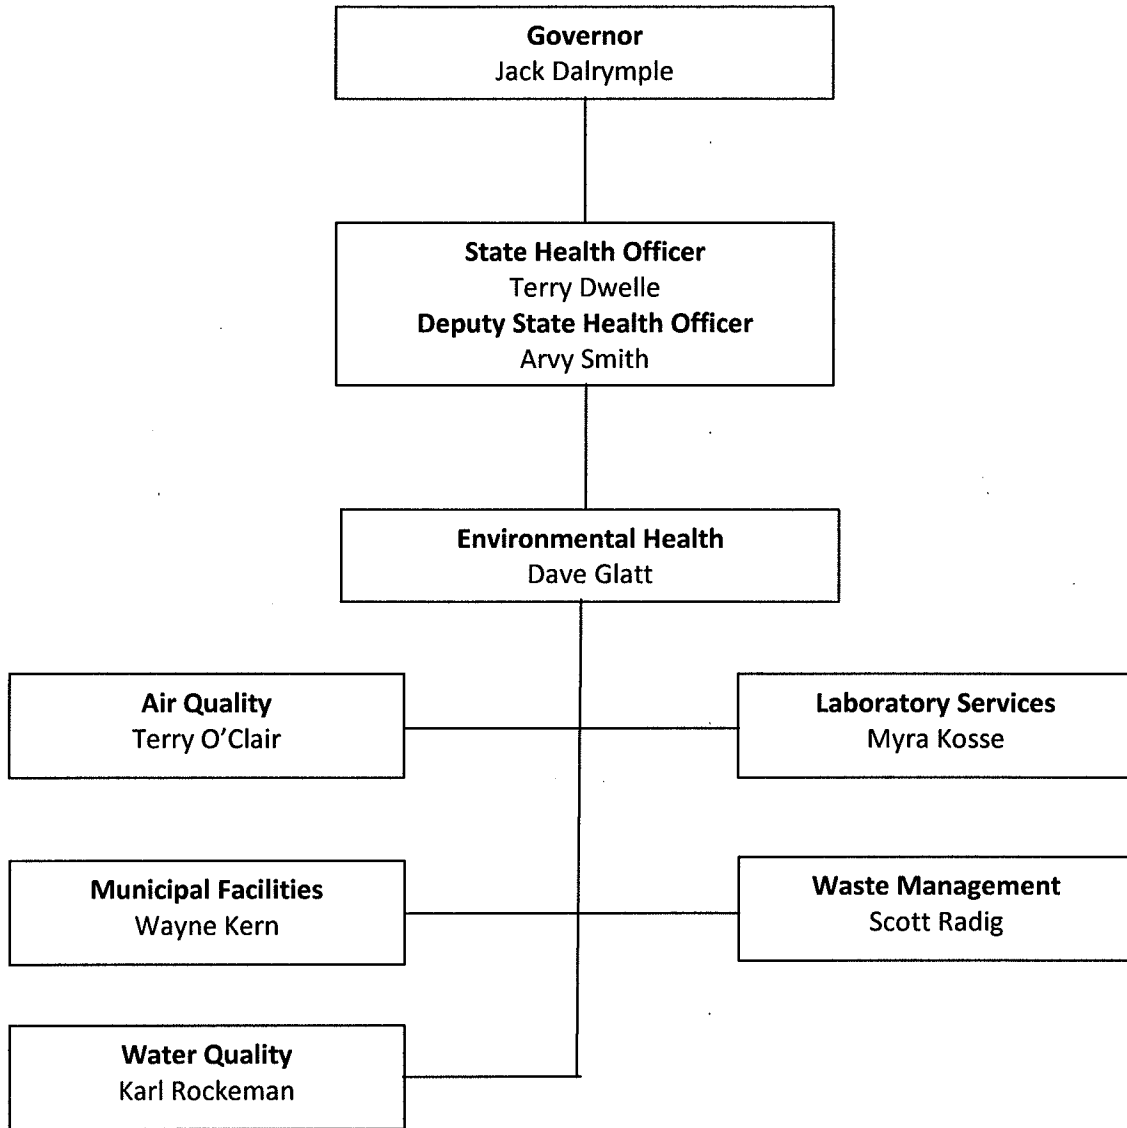 Governor
Jack Dalrymple
State Health Officer
Terry Dwelle
Deputy State Health Officer
Arvy Smith
Environmental Health
Dave Glatt
Air Quality
Terry O’Clair
Laboratory Services
Myra Kosse
Municipal Facilities
Wayne Kern
Waste Management
Scott Radig
Water Quality
Karl Rockeman